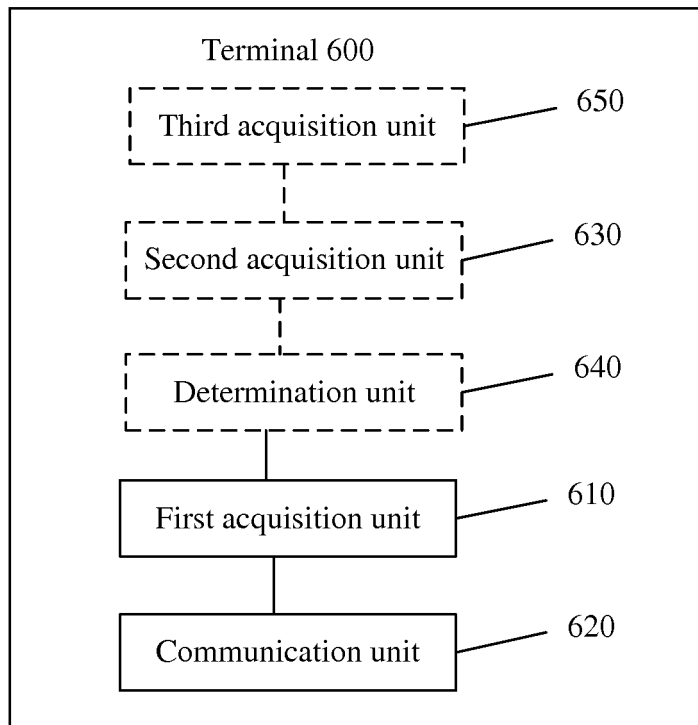 Terminal 600
Third acquisition unit
650
Second acquisition unit
630
Determination unit
640
First acquisition unit
610
Communication unit
620